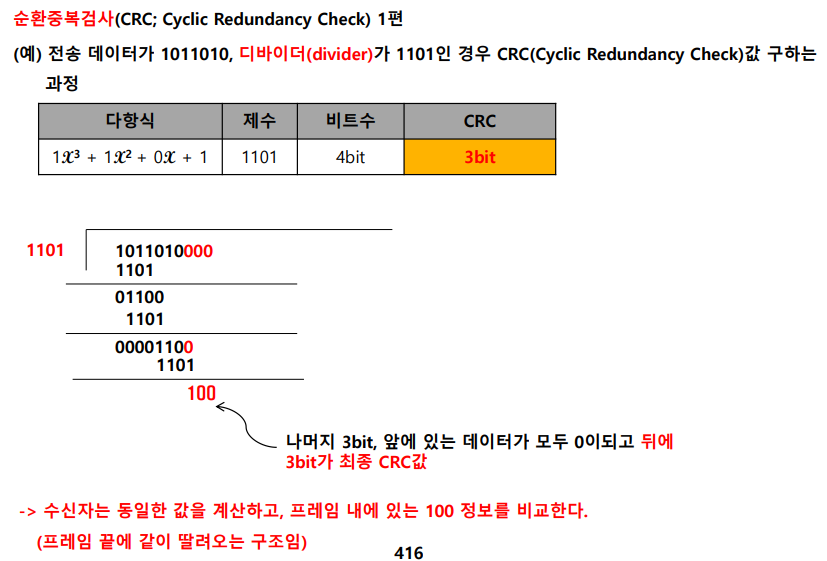 순환중복검사(CRC; Cyclic Redundancy Check) 1편
(예) 전송 데이터가 1011010, 디바이더(divider)가 1101인 경우 CRC(Cyclic Redundancy Check)값 구하는
과정
다항식 제수 비트수 CRC
1𝒳³ + 1𝒳² + 0𝒳 + 1 1101 4bit 3bit
1101 1011010000
1101
01100
1101
00001100
1101
100
나머지 3bit, 앞에 있는 데이터가 모두 0이되고 뒤에
3bit가 최종 CRC값
-> 수신자는 동일한 값을 계산하고, 프레임 내에 있는 100 정보를 비교한다.
(프레임 끝에 같이 딸려오는 구조임)
416